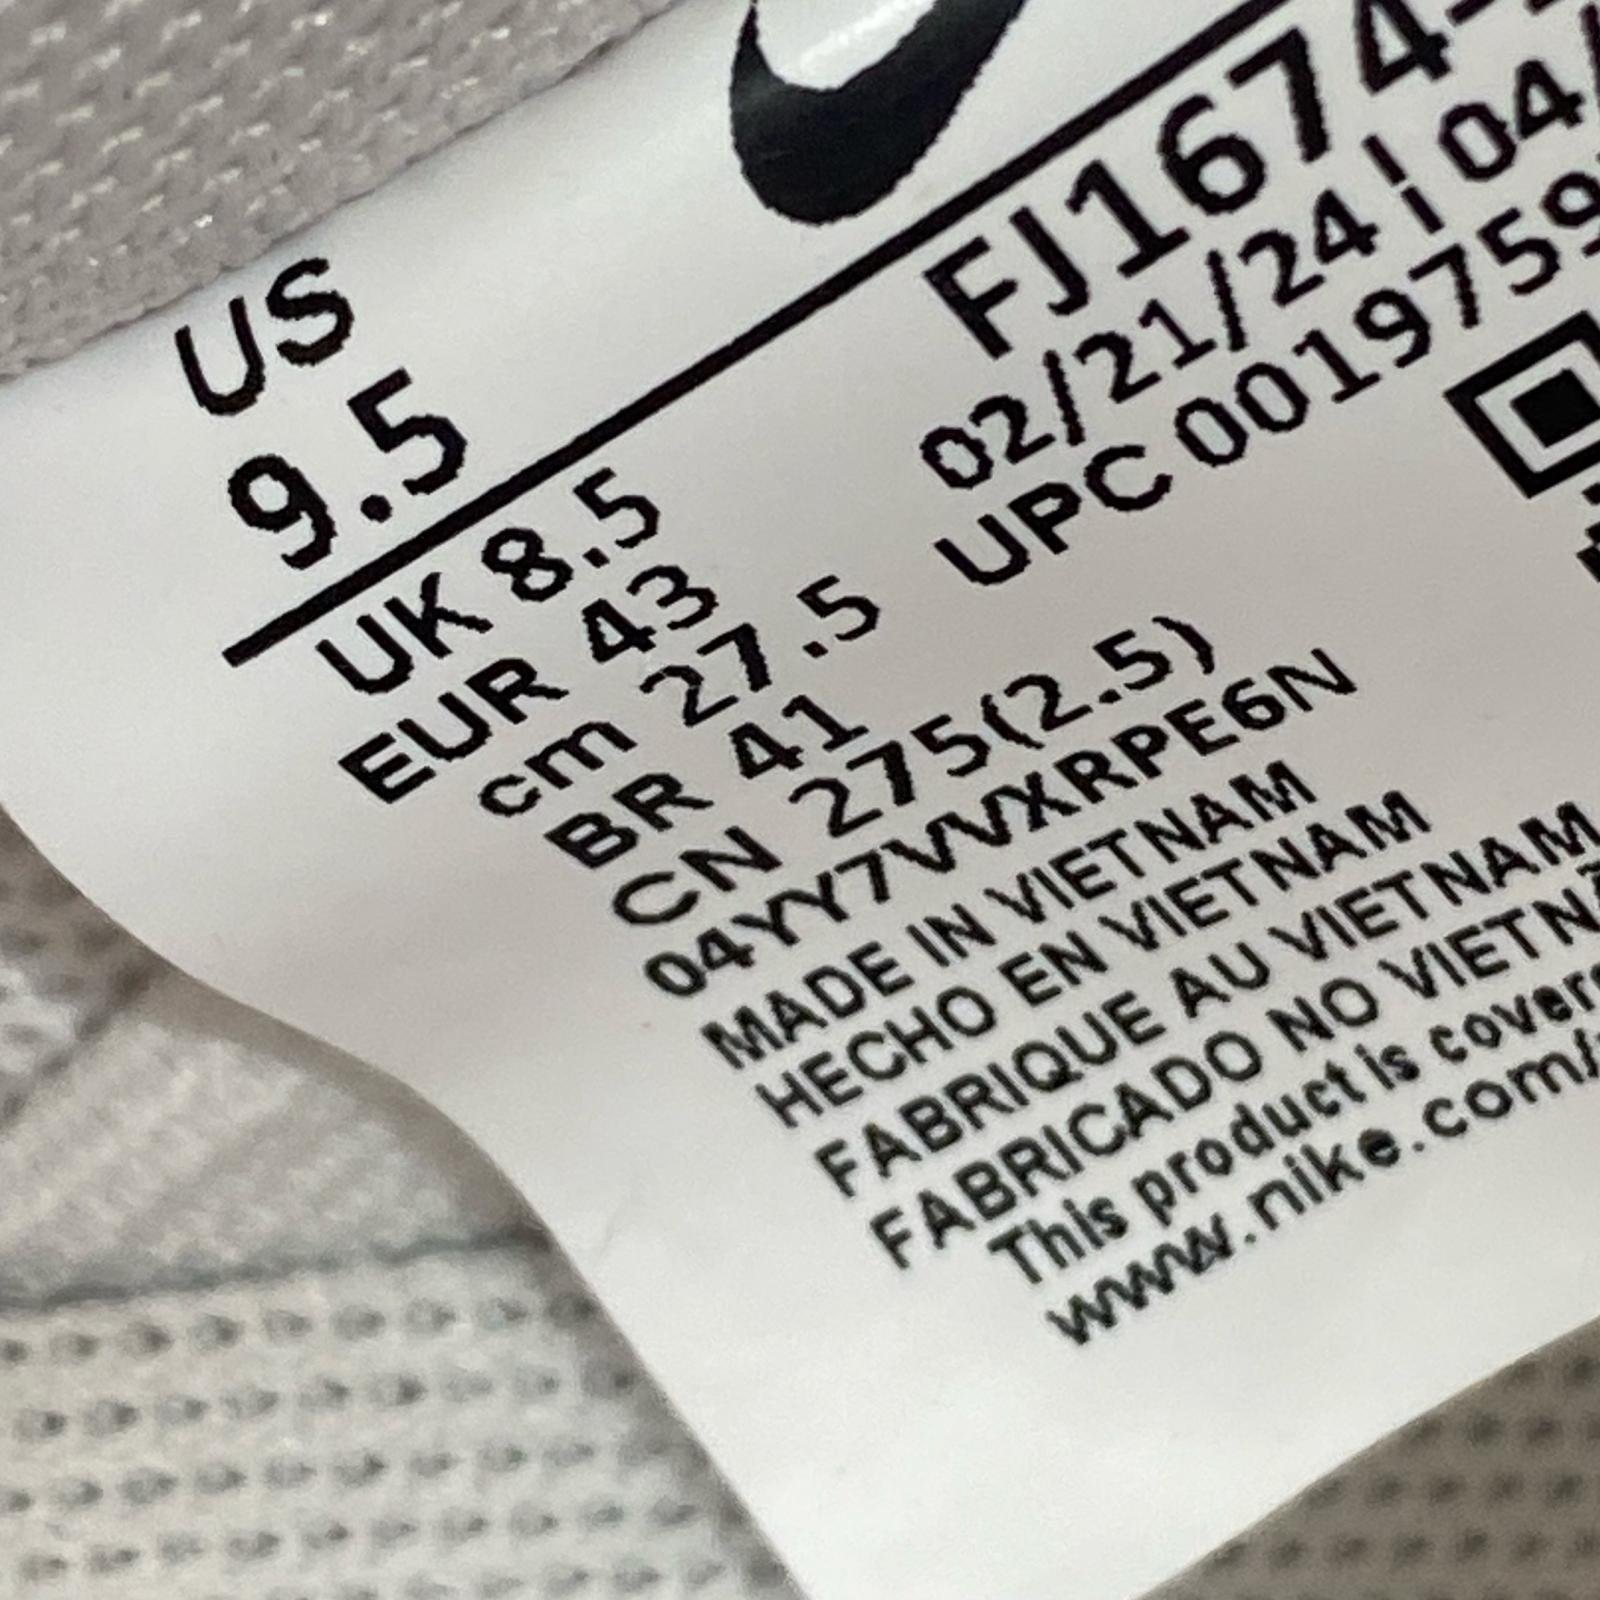 US
9.5
UK 8.5
EUR 43
cm 27.5
BR 41
CN 275(2.5)
04YY7VVXRPE6N
MADE IN VIETNAM
HECHO EN VIETNAM
FABRIQUE AU VIETNAM
FABRICADO NO VIETNÃ
This product is cover
www.nike.com/
FJ1674-
02/21/24 | 04/
UPC 0019759